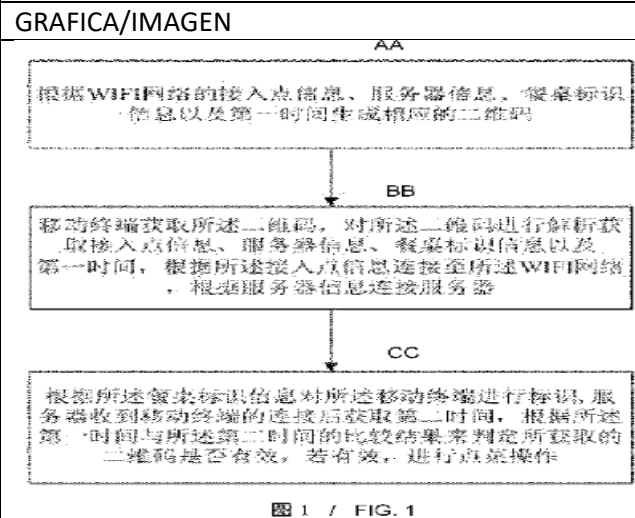 GRAFICA/IMAGEN
AA
根据WIFI网络的接入点信息、服务器信息、餐桌标识
信息以及第一时间生成相应的二维码
BB
移动终端获取所述二维码，对所述二维码进行解析获
取接入点信息、服务器信息、餐桌标识信息以及
第一时间，根据所述接入点信息连接至所述WIFI网络
，根据服务器信息连接服务器
CC
根据所述餐桌标识信息对所述移动终端进行标识,服
务器收到移动终端的连接后获取第二时间，根据所述
第一时间与所述第二时间的比较结果来判定所获取的
二维码是否有效，若有效，进行点菜操作
图 1 / FIG. 1